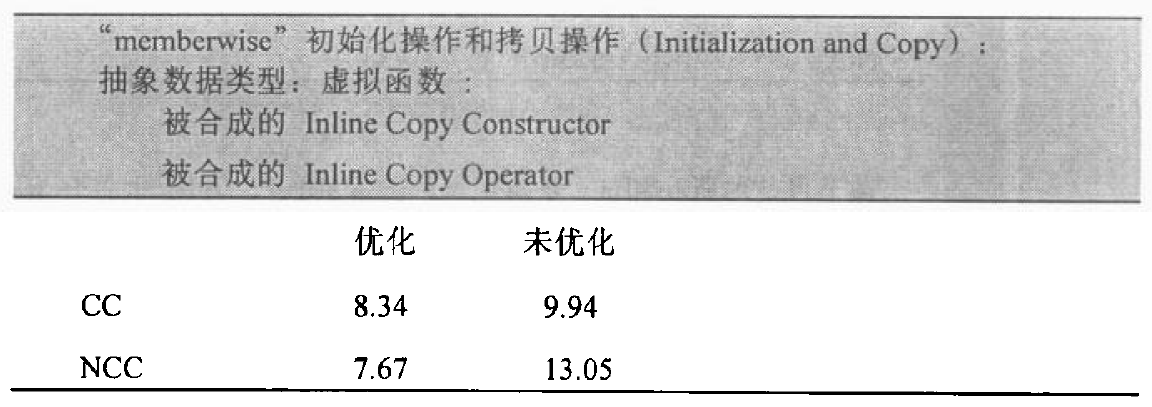 “memberwise”初始化操作和拷贝操作（Initialization and Copy）：
抽象数据类型：虚拟函数：
被合成的 Inline Copy Constructor
被合成的 Inline Copy Operator
优化 未优化
CC 8.34 9.94
NCC 7.67 13.05